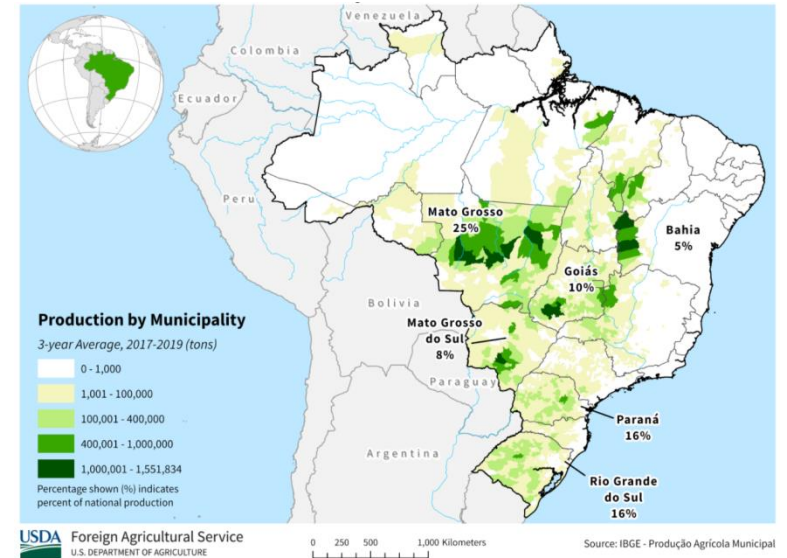 Venezuela
Colombia
Ecuador
Peru
Mato Grosso
25%
Bahia
5%
Goiás
10%
Bolivia
Mato Grosso
do Sul
8%
Paraguay
Paraná
16%
Argentina
Rio Grande
do Sul
16%
Production by Municipality
3-year Average, 2017-2019 (tons)
0 - 1,000
1,001 - 100,000
100,001 - 400,000
400,001 - 1,000,000
1,000,001 - 1,551,834
Percentage shown (%) indicates
percent of national production
USDA Foreign Agricultural Service
U.S. DEPARTMENT OF AGRICULTURE
0 250 500 1,000 Kilometers
Source: IBGE - Produção Agrícola Municipal